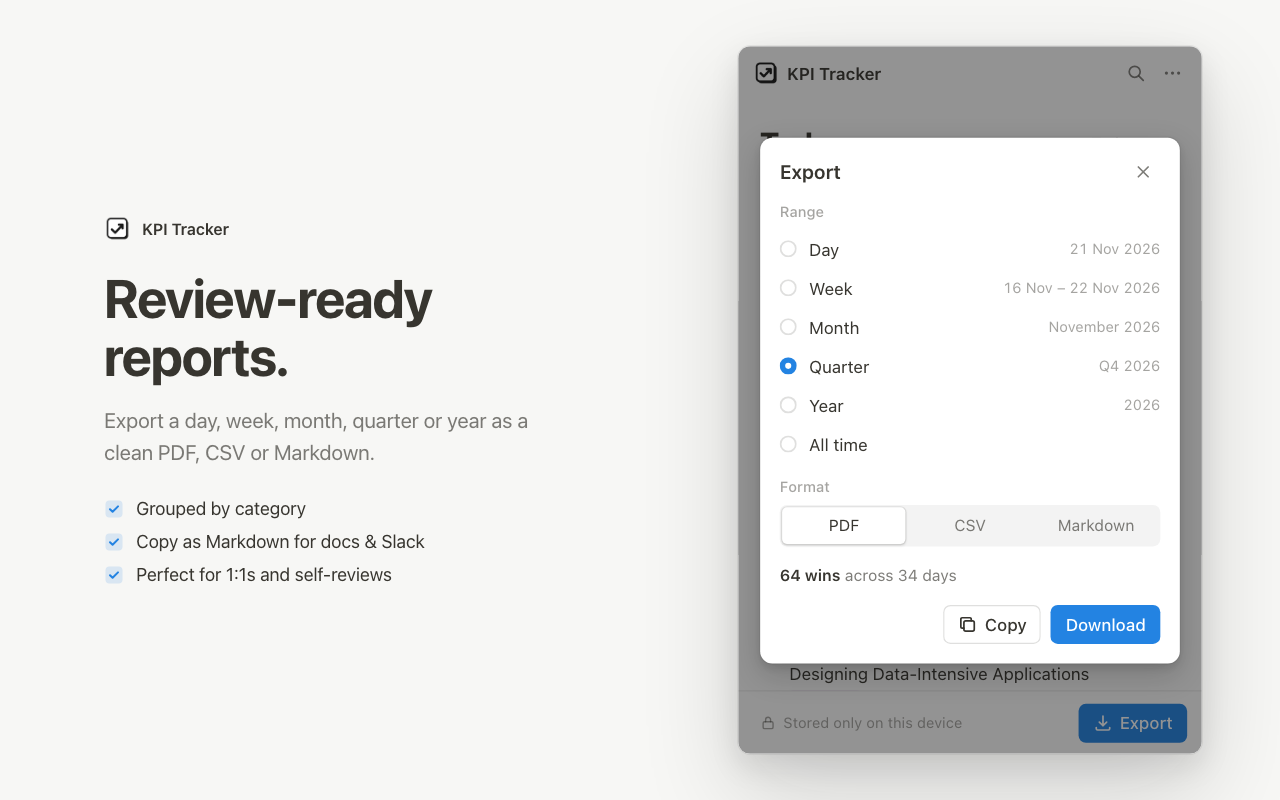 KPI Tracker
Review-ready
reports.
Export a day, week, month, quarter or year as a
clean PDF, CSV or Markdown.
Grouped by category
Copy as Markdown for docs & Slack
Perfect for 1:1s and self-reviews
KPI Tracker
Export
Range
Day 21 Nov 2026
Week 16 Nov – 22 Nov 2026
Month November 2026
Quarter Q4 2026
Year 2026
All time
Format
PDF CSV Markdown
64 wins across 34 days
Copy Download
Designing Data-Intensive Applications
Stored only on this device Export